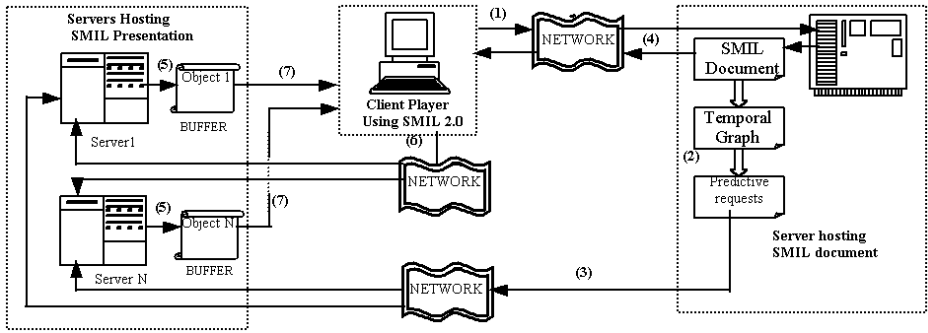 Servers Hosting
SMIL Presentation
(5)
Object 1
(7)
BUFFER
Server1
(5)
Object N
(7)
BUFFER
Server N
Client Player
Using SMIL 2.0
(6)
(1)
NETWORK
(4)
NETWORK
NETWORK
(3)
SMIL
Document
Temporal
Graph
(2)
Predictive
requests
Server hosting
SMIL document